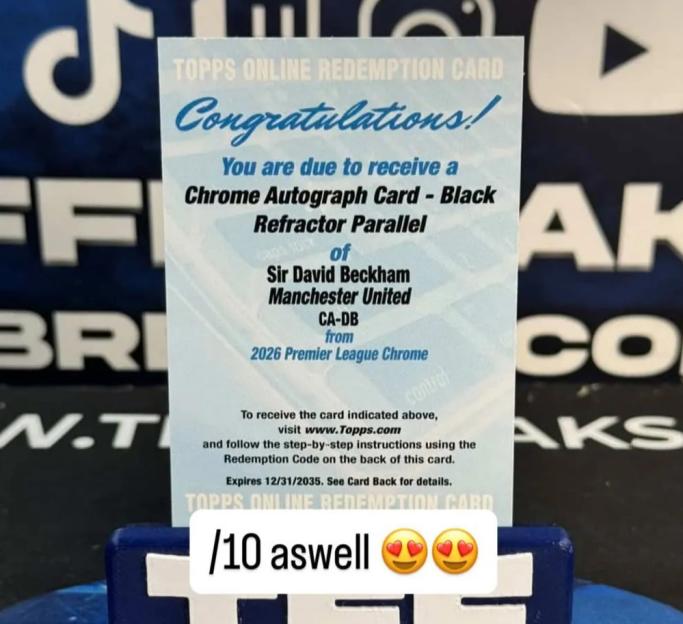 TOPPS ONLINE REDEMPTION CARD
Congratulations!
You are due to receive a
Chrome Autograph Card - Black
Refractor Parallel
of
Sir David Beckham
Manchester United
CA-DB
from
2026 Premier League Chrome
control
To receive the card indicated above,
visit www.Topps.com
and follow the step-by-step instructions using the
Redemption Code on the back of this card.
Expires 12/31/2035. See Card Back for details.
TOPPS ONLINE REDEMPTION CARD
/10 aswell 😍😍